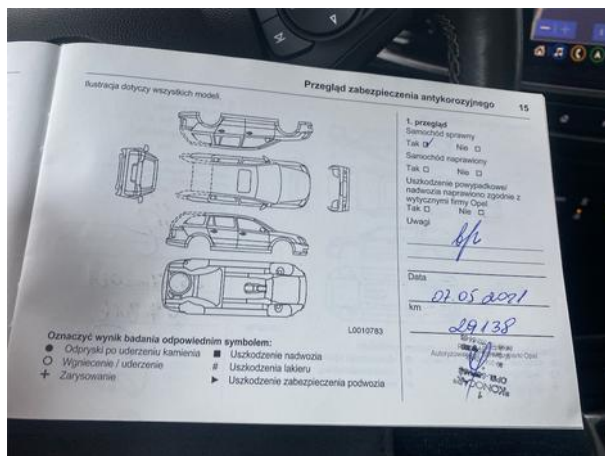 Przegląd zabezpieczenia antykorozyjnego 15
Ilustracja dotyczy wszystkich modeli.
L0010783
Oznaczyć wynik badania odpowiednim symbolem:
● Odpryski po uderzeniu kamienia
○ Wgniecenie / uderzenie
+ Zarysowanie
■ Uszkodzenie nadwozia
# Uszkodzenia lakieru
► Uszkodzenie zabezpieczenia podwozia
1. przegląd
Samochód sprawny
Tak ☑ Nie ☐
Samochód naprawiony
Tak ☐ Nie ☐
Uszkodzenie powypadkowe/
nadwozia naprawiono zgodnie z
wytycznymi firmy Opel
Tak ☐ Nie ☐
Uwagi
b/z
Data
07.05 2021
km
29138
Opel